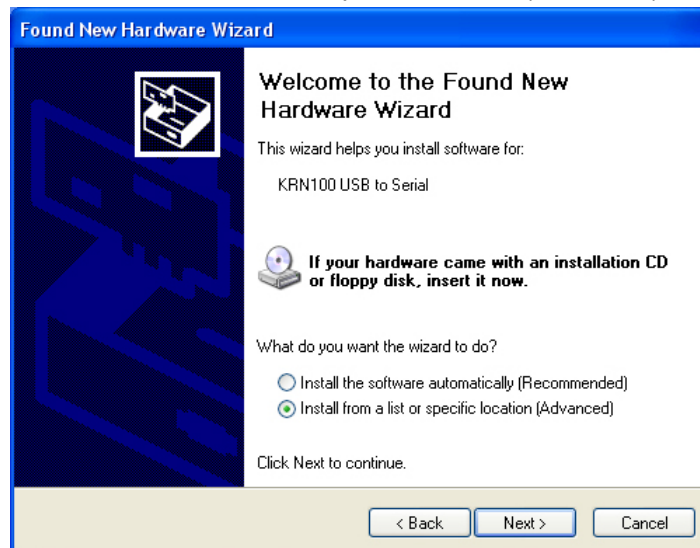 Found New Hardware Wizard
Welcome to the Found New
Hardware Wizard
This wizard helps you install software for:
KRN100 USB to Serial
If your hardware came with an installation CD
or floppy disk, insert it now.
What do you want the wizard to do?
Install the software automatically (Recommended)
Install from a list or specific location (Advanced)
Click Next to continue.
< Back Next > Cancel